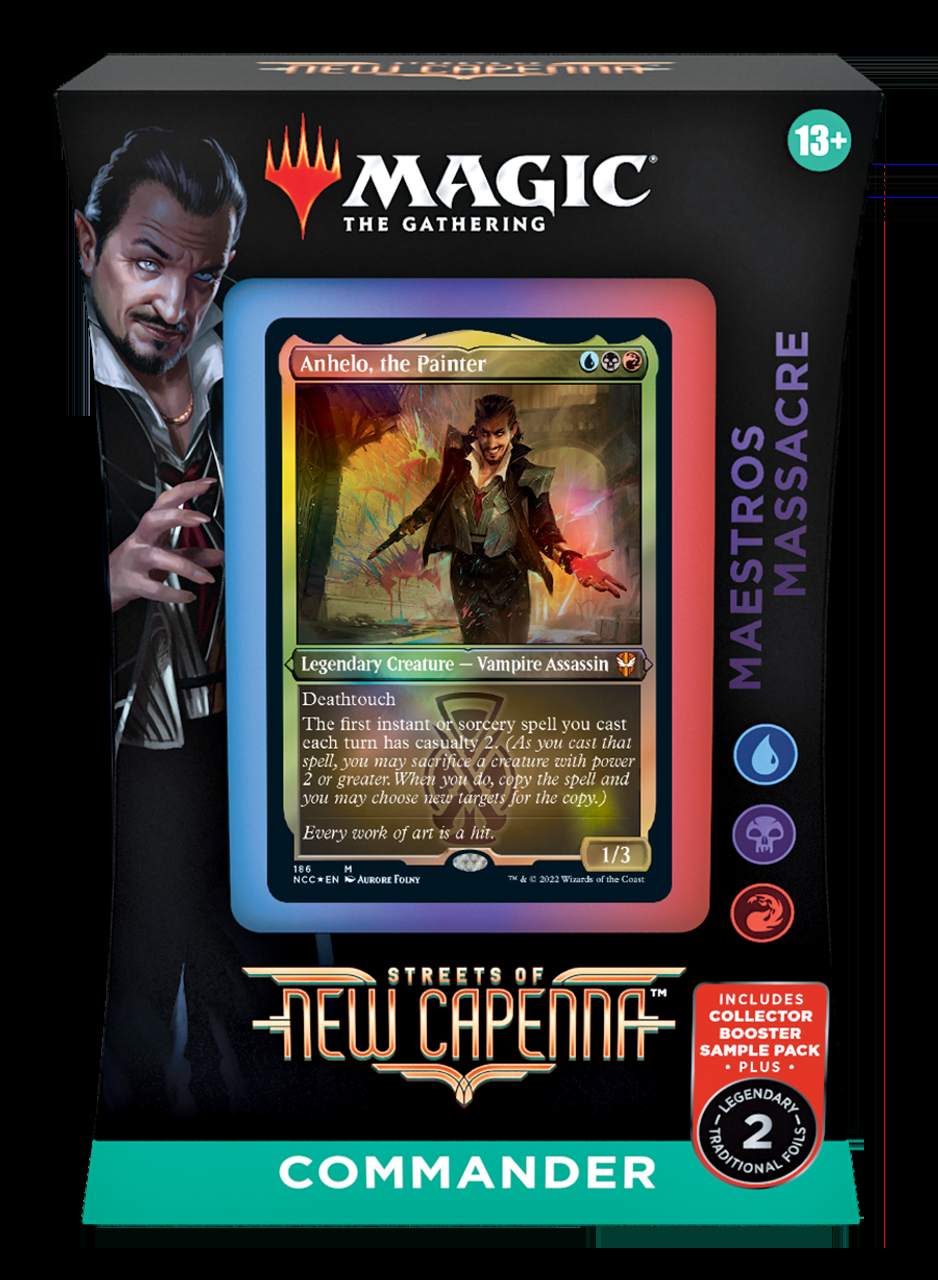 NEW CAPENNA
MAGIC
THE GATHERING
13+
Anhelo, the Painter
Legendary Creature — Vampire Assassin
Deathtouch
The first instant or sorcery spell you cast
each turn has casualty 2. (As you cast that
spell, you may sacrifice a creature with power
2 or greater. When you do, copy the spell and
you may choose new targets for the copy.)
Every work of art is a hit.
1/3
186 M
NCC★EN Aurore Folny
™ & © 2022 Wizards of the Coast
MAESTROS
MASSACRE
STREETS OF
NEW CAPENNA™
INCLUDES
COLLECTOR
BOOSTER
SAMPLE PACK
• PLUS •
LEGENDARY
2
TRADITIONAL FOILS
COMMANDER